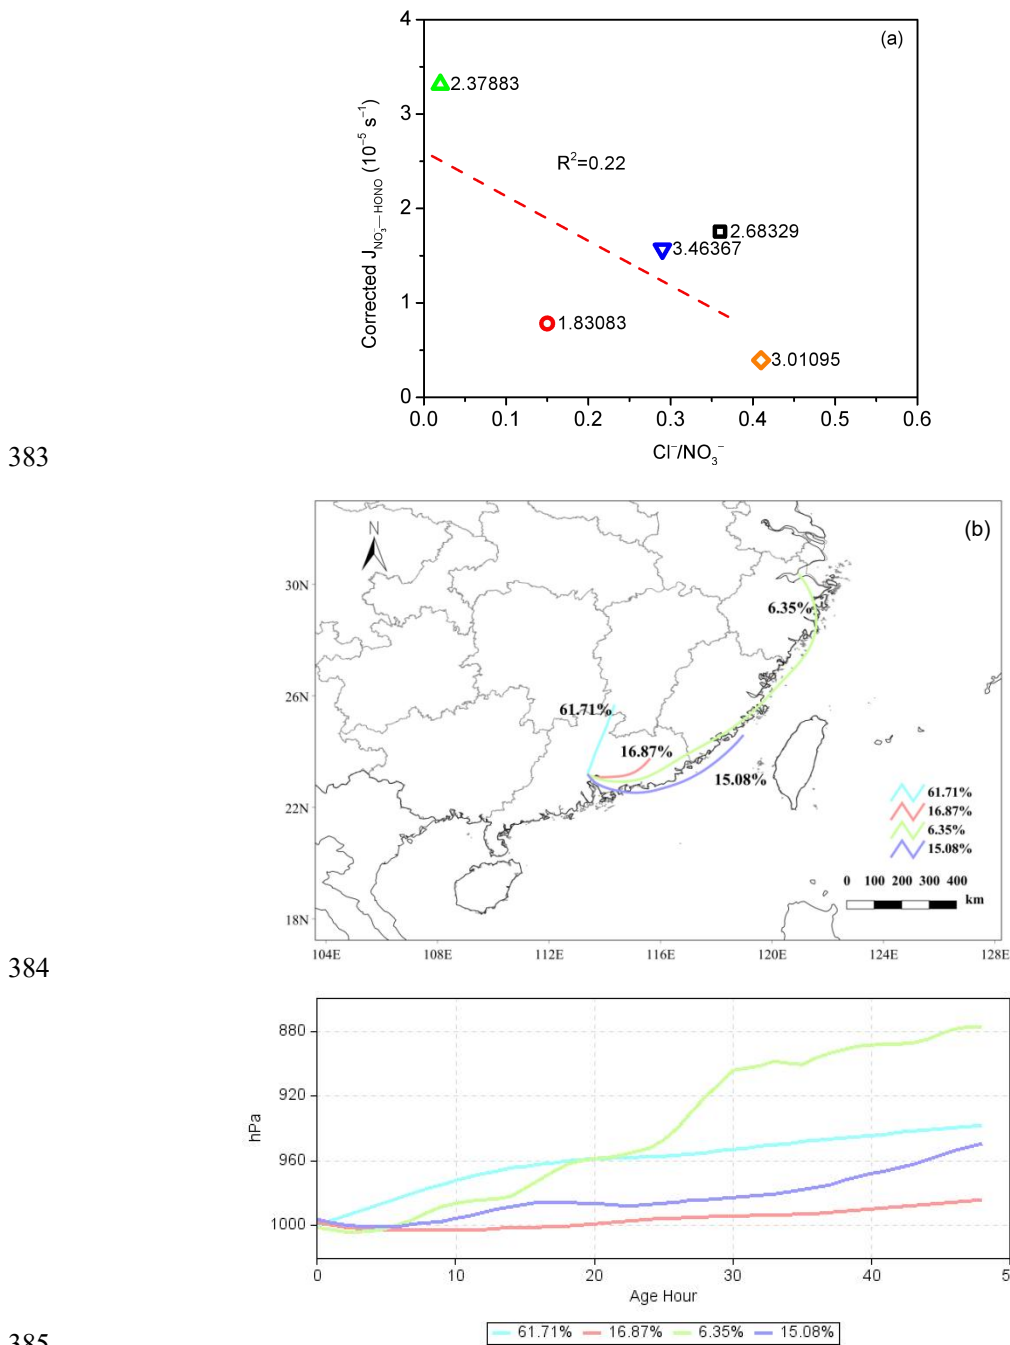 4
(a)
2.37883
3
R²=0.22
2
2.68329
3.46367
1
1.83083
3.01095
0
0.0 0.1 0.2 0.3 0.4 0.5 0.6
Corrected J NO₃⁻—HONO (10⁻⁵ s⁻¹)
Cl⁻/NO₃⁻
383
(b)
N
30N
6.35%
26N
61.71%
16.87%
15.08%
22N
61.71%
16.87%
6.35%
15.08%
0 100 200 300 400
km
18N
104E 108E 112E 116E 120E 124E 128E
384
880
920
hPa
960
1000
0 10 20 30 40 5
Age Hour
61.71% 16.87% 6.35% 15.08%
385